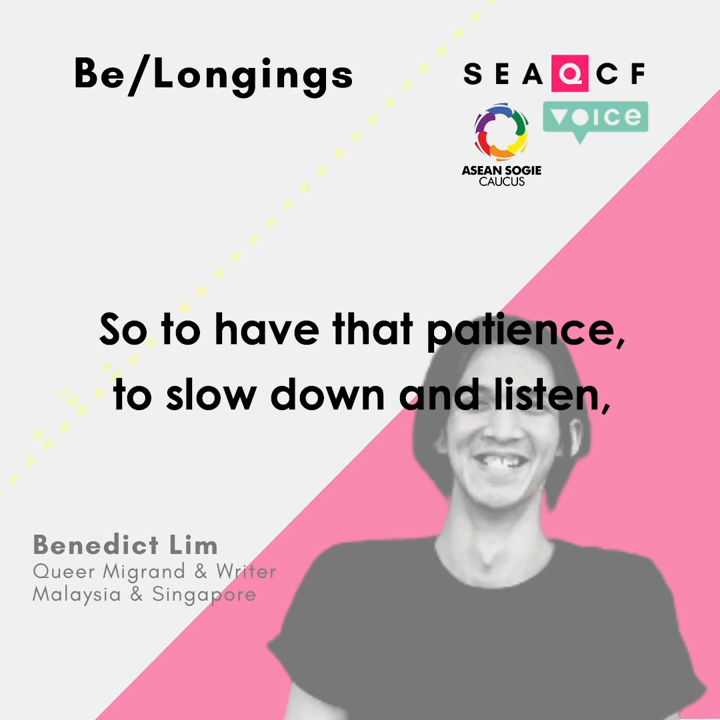 Be/Longings
SEAQCF
voice
ASEAN SOGIE
CAUCUS
So to have that patience,
to slow down and listen,
Benedict Lim
Queer Migrand & Writer
Malaysia & Singapore